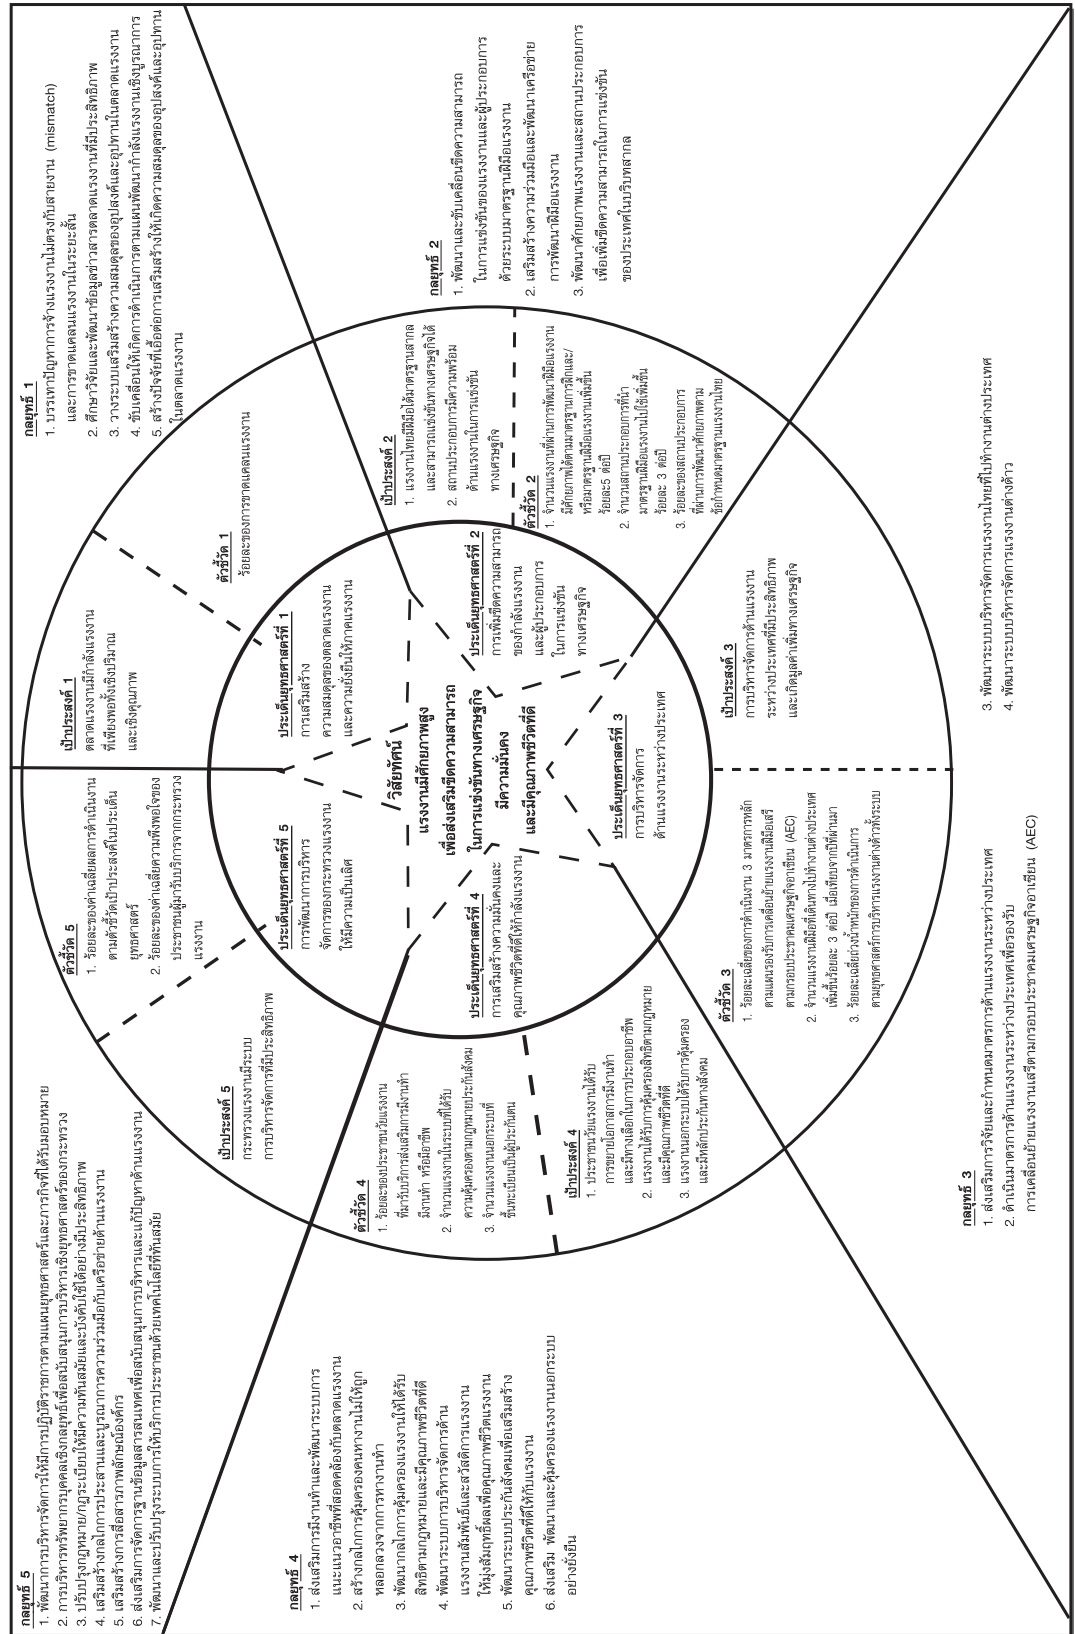 วิสัยทัศน์
แรงงานมีศักยภาพสูง
เพื่อส่งเสริมขีดความสามารถ
ในการแข่งขันทางเศรษฐกิจ
มีความมั่นคง
และมีคุณภาพชีวิตที่ดี
ประเด็นยุทธศาสตร์ที่ 1
การเสริมสร้าง
ความสมดุลของตลาดแรงงาน
และความยั่งยืนให้ภาคแรงงาน
เป้าประสงค์ 1
ตลาดแรงงานมีกำลังแรงงาน
ที่เพียงพอทั้งเชิงปริมาณ
และเชิงคุณภาพ
ตัวชี้วัด 1
ร้อยละของการขาดแคลนแรงงาน
กลยุทธ์ 1
1. บรรเทาปัญหาการจ้างแรงงานไม่ตรงกับสายงาน (mismatch)
และการขาดแคลนแรงงานในระยะสั้น
2. ศึกษาวิจัยและพัฒนาข้อมูลข่าวสารตลาดแรงงานที่มีประสิทธิภาพ
3. วางระบบเสริมสร้างความสมดุลของอุปสงค์และอุปทานในตลาดแรงงาน
4. ขับเคลื่อนให้เกิดการดำเนินการตามแผนพัฒนากำลังแรงงานเชิงบูรณาการ
5. สร้างปัจจัยที่เอื้อต่อการเสริมสร้างให้เกิดความสมดุลของอุปสงค์และอุปทาน
ในตลาดแรงงาน
ประเด็นยุทธศาสตร์ที่ 2
การเพิ่มขีดความสามารถ
ของกำลังแรงงาน
และผู้ประกอบการ
ในการแข่งขัน
ทางเศรษฐกิจ
เป้าประสงค์ 2
1. แรงงานไทยมีฝีมือได้มาตรฐานสากล
และสามารถแข่งขันทางเศรษฐกิจได้
2. สถานประกอบการมีความพร้อม
ด้านแรงงานในการแข่งขัน
ทางเศรษฐกิจ
ตัวชี้วัด 2
1. จำนวนแรงงานที่ผ่านการพัฒนาฝีมือแรงงาน
มีศักยภาพได้ตามมาตรฐานการฝึกและ/
หรือมาตรฐานฝีมือแรงงานเพิ่มขึ้น
ร้อยละ5 ต่อปี
2. จำนวนสถานประกอบการที่นำ
มาตรฐานฝีมือแรงงานไปใช้เพิ่มขึ้น
ร้อยละ 3 ต่อปี
3. ร้อยละของสถานประกอบการ
ที่ผ่านการพัฒนาศักยภาพตาม
ข้อกำหนดมาตรฐานแรงงานไทย
กลยุทธ์ 2
1. พัฒนาและขับเคลื่อนขีดความสามารถ
ในการแข่งขันของแรงงานและผู้ประกอบการ
ด้วยระบบมาตรฐานฝีมือแรงงาน
2. เสริมสร้างความร่วมมือและพัฒนาเครือข่าย
การพัฒนาฝีมือแรงงาน
3. พัฒนาศักยภาพแรงงานและสถานประกอบการ
เพื่อเพิ่มขีดความสามารถในการแข่งขัน
ของประเทศในบริบทสากล
ประเด็นยุทธศาสตร์ที่ 3
การบริหารจัดการ
ด้านแรงงานระหว่างประเทศ
เป้าประสงค์ 3
การบริหารจัดการด้านแรงงาน
ระหว่างประเทศที่มีประสิทธิภาพ
และเกิดมูลค่าเพิ่มทางเศรษฐกิจ
ตัวชี้วัด 3
1. ร้อยละเฉลี่ยของการดำเนินงาน 3 มาตรการหลัก
ตามแผนรองรับการเคลื่อนย้ายแรงงานฝีมือเสรี
ตามกรอบประชาคมเศรษฐกิจอาเซียน (AEC)
2. จำนวนแรงงานฝีมือที่เดินทางไปทำงานต่างประเทศ
เพิ่มขึ้นร้อยละ 3 ต่อปี เมื่อเทียบจากปีที่ผ่านมา
3. ร้อยละเฉลี่ยถ่วงน้ำหนักของการดำเนินการ
ตามยุทธศาสตร์การบริหารแรงงานต่างด้าวทั้งระบบ
กลยุทธ์ 3
1. ส่งเสริมการวิจัยและกำหนดมาตรการด้านแรงงานระหว่างประเทศ
2. ดำเนินมาตรการด้านแรงงานระหว่างประเทศเพื่อรองรับ
การเคลื่อนย้ายแรงงานเสรีตามกรอบประชาคมเศรษฐกิจอาเซียน (AEC)
3. พัฒนาระบบบริหารจัดการแรงงานไทยที่ไปทำงานต่างประเทศ
4. พัฒนาระบบบริหารจัดการแรงงานต่างด้าว
ประเด็นยุทธศาสตร์ที่ 4
การเสริมสร้างความมั่นคงและ
คุณภาพชีวิตที่ดีให้กำลังแรงงาน
เป้าประสงค์ 4
1. ประชาชนวัยแรงงานได้รับ
การขยายโอกาสการมีงานทำ
และมีทางเลือกในการประกอบอาชีพ
2. แรงงานได้รับการคุ้มครองสิทธิตามกฎหมาย
และมีคุณภาพชีวิตที่ดี
3. แรงงานนอกระบบได้รับการคุ้มครอง
และมีหลักประกันทางสังคม
ตัวชี้วัด 4
1. ร้อยละของประชาชนวัยแรงงาน
ที่มารับบริการส่งเสริมการมีงานทำ
มีงานทำ หรือมีอาชีพ
2. จำนวนแรงงานในระบบที่ได้รับ
ความคุ้มครองตามกฎหมายประกันสังคม
3. จำนวนแรงงานนอกระบบที่
ขึ้นทะเบียนเป็นผู้ประกันตน
กลยุทธ์ 4
1. ส่งเสริมการมีงานทำและพัฒนาระบบการ
แนะแนวอาชีพที่สอดคล้องกับตลาดแรงงาน
2. สร้างกลไกการคุ้มครองคนหางานไม่ให้ถูก
หลอกลวงจากการหางานทำ
3. พัฒนากลไกการคุ้มครองแรงงานให้ได้รับ
สิทธิตามกฎหมายและมีคุณภาพชีวิตที่ดี
4. พัฒนาระบบการบริหารจัดการด้าน
แรงงานสัมพันธ์และสวัสดิการแรงงาน
ให้มุ่งสัมฤทธิ์ผลเพื่อคุณภาพชีวิตแรงงาน
5. พัฒนาระบบประกันสังคมเพื่อเสริมสร้าง
คุณภาพชีวิตที่ดีให้กับแรงงาน
6. ส่งเสริม พัฒนาและคุ้มครองแรงงานนอกระบบ
อย่างยั่งยืน
ประเด็นยุทธศาสตร์ที่ 5
การพัฒนาการบริหาร
จัดการของกระทรวงแรงงาน
ให้มีความเป็นเลิศ
เป้าประสงค์ 5
กระทรวงแรงงานมีระบบ
การบริหารจัดการที่มีประสิทธิภาพ
ตัวชี้วัด 5
1. ร้อยละของค่าเฉลี่ยผลการดำเนินงาน
ตามตัวชี้วัดเป้าประสงค์ในประเด็น
ยุทธศาสตร์
2. ร้อยละของค่าเฉลี่ยความพึงพอใจของ
ประชาชนผู้มารับบริการจากกระทรวง
แรงงาน
กลยุทธ์ 5
1. พัฒนาการบริหารจัดการให้มีการปฏิบัติราชการตามแผนยุทธศาสตร์และภารกิจที่ได้รับมอบหมาย
2. การบริหารทรัพยากรบุคคลเชิงกลยุทธ์เพื่อสนับสนุนการบริหารเชิงยุทธศาสตร์ของกระทรวง
3. ปรับปรุงกฎหมาย/กฎระเบียบให้มีความทันสมัยและบังคับใช้ได้อย่างมีประสิทธิภาพ
4. เสริมสร้างกลไกการประสานและบูรณาการความร่วมมือกับเครือข่ายด้านแรงงาน
5. เสริมสร้างการสื่อสารภาพลักษณ์องค์กร
6. ส่งเสริมการจัดการฐานข้อมูลสารสนเทศเพื่อสนับสนุนการบริหารและแก้ปัญหาด้านแรงงาน
7. พัฒนาและปรับปรุงระบบการให้บริการประชาชนด้วยเทคโนโลยีที่ทันสมัย